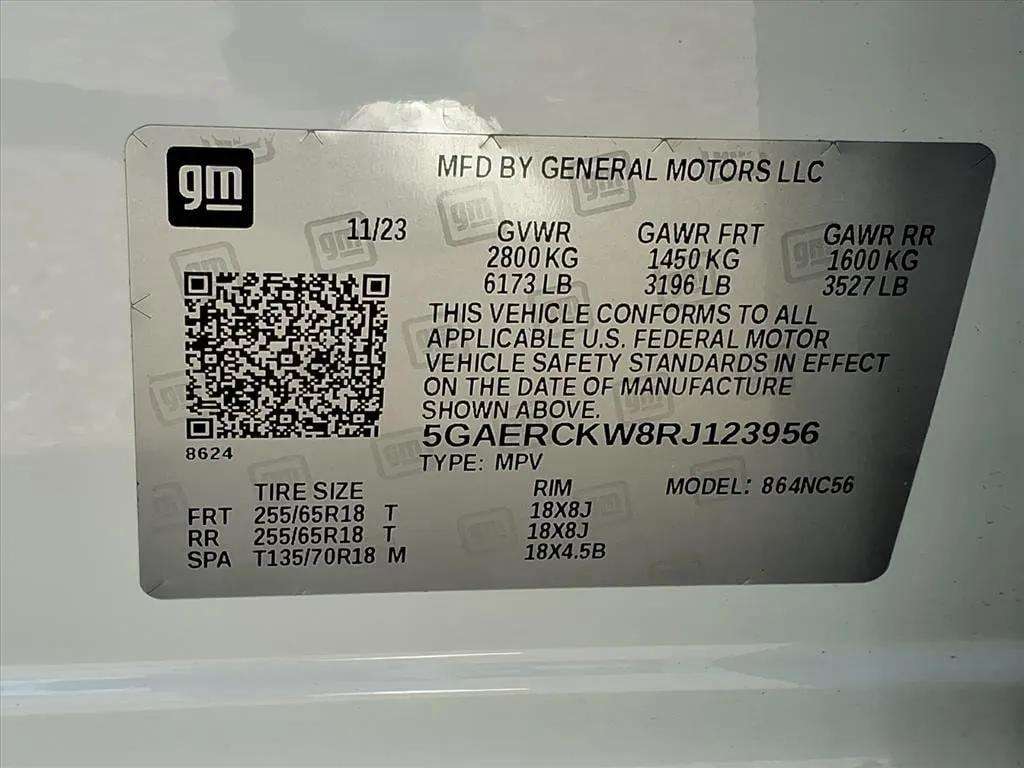 gm
MFD BY GENERAL MOTORS LLC
11/23 GVWR GAWR FRT GAWR RR
2800 KG 1450 KG 1600 KG
6173 LB 3196 LB 3527 LB
THIS VEHICLE CONFORMS TO ALL
APPLICABLE U.S. FEDERAL MOTOR
VEHICLE SAFETY STANDARDS IN EFFECT
ON THE DATE OF MANUFACTURE
SHOWN ABOVE.
5GAERCKW8RJ123956
8624
TYPE: MPV
TIRE SIZE RIM MODEL: 864NC56
FRT 255/65R18 T 18X8J
RR 255/65R18 T 18X8J
SPA T135/70R18 M 18X4.5B